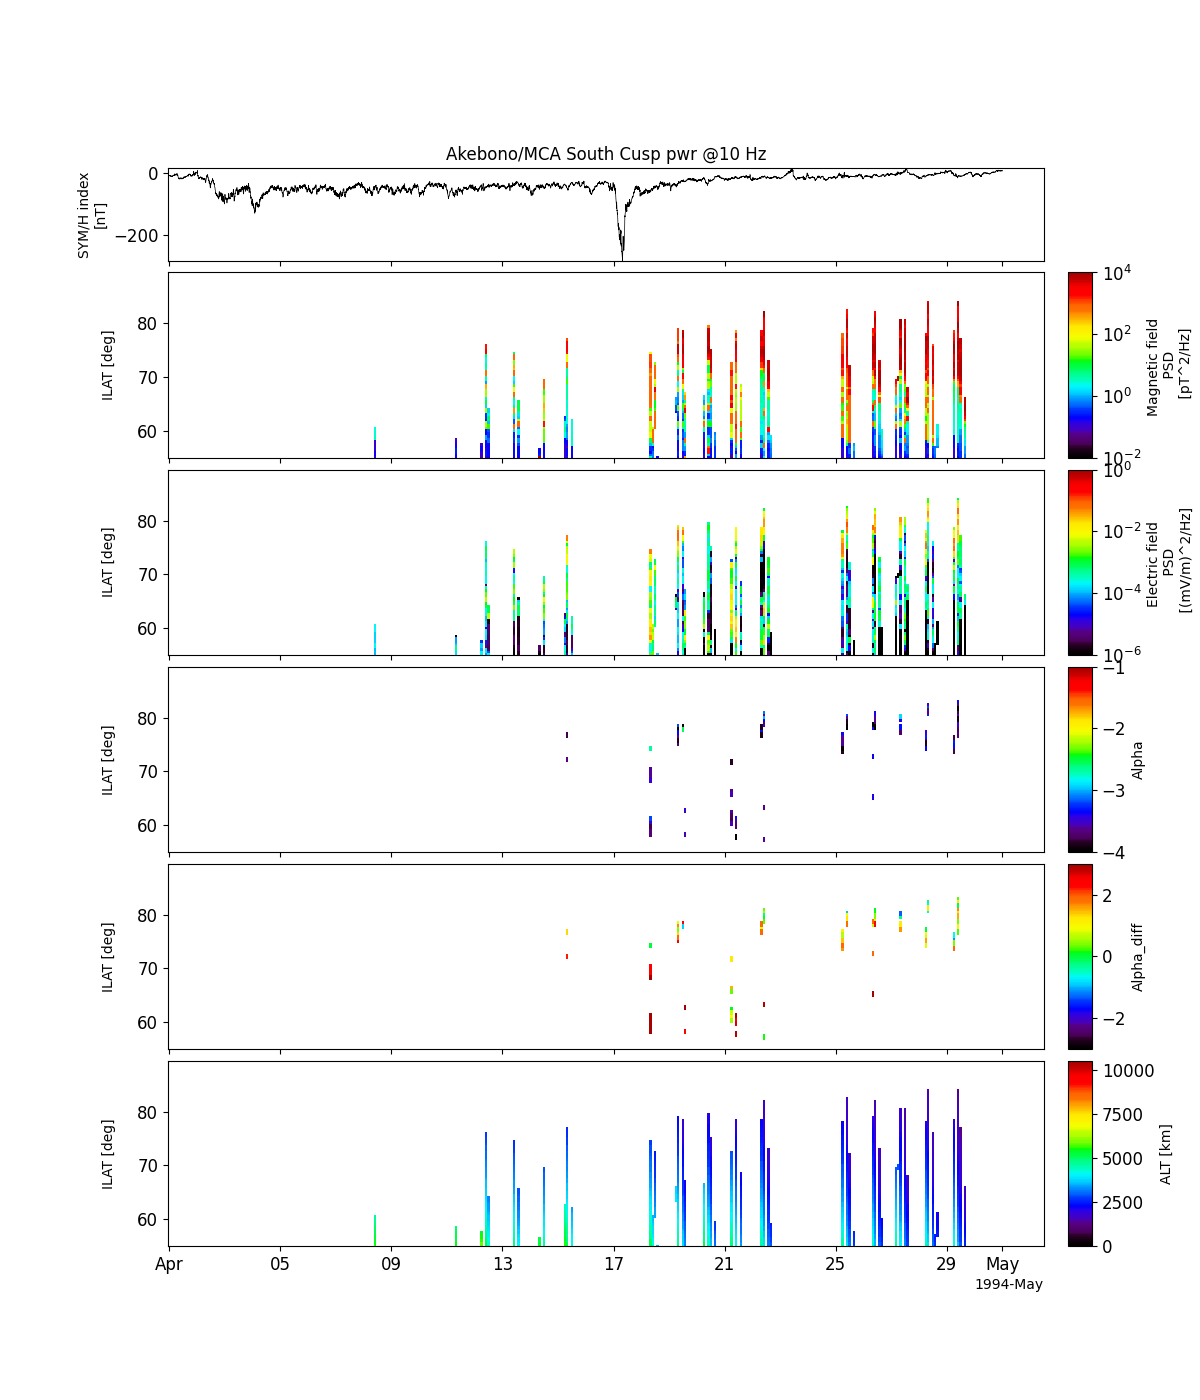 Akebono/MCA South Cusp pwr @10 Hz
0
−200
SYM/H index
[nT]
80
70
60
ILAT [deg]
10^4
10^2
10^0
10^-2
Magnetic field
PSD
[pT^2/Hz]
80
70
60
ILAT [deg]
10^0
10^-2
10^-4
10^-6
Electric field
PSD
[(mV/m)^2/Hz]
80
70
60
ILAT [deg]
−1
−2
−3
−4
Alpha
80
70
60
ILAT [deg]
2
0
−2
Alpha_diff
80
70
60
ILAT [deg]
10000
7500
5000
2500
0
ALT [km]
Apr 05 09 13 17 21 25 29 May
1994-May